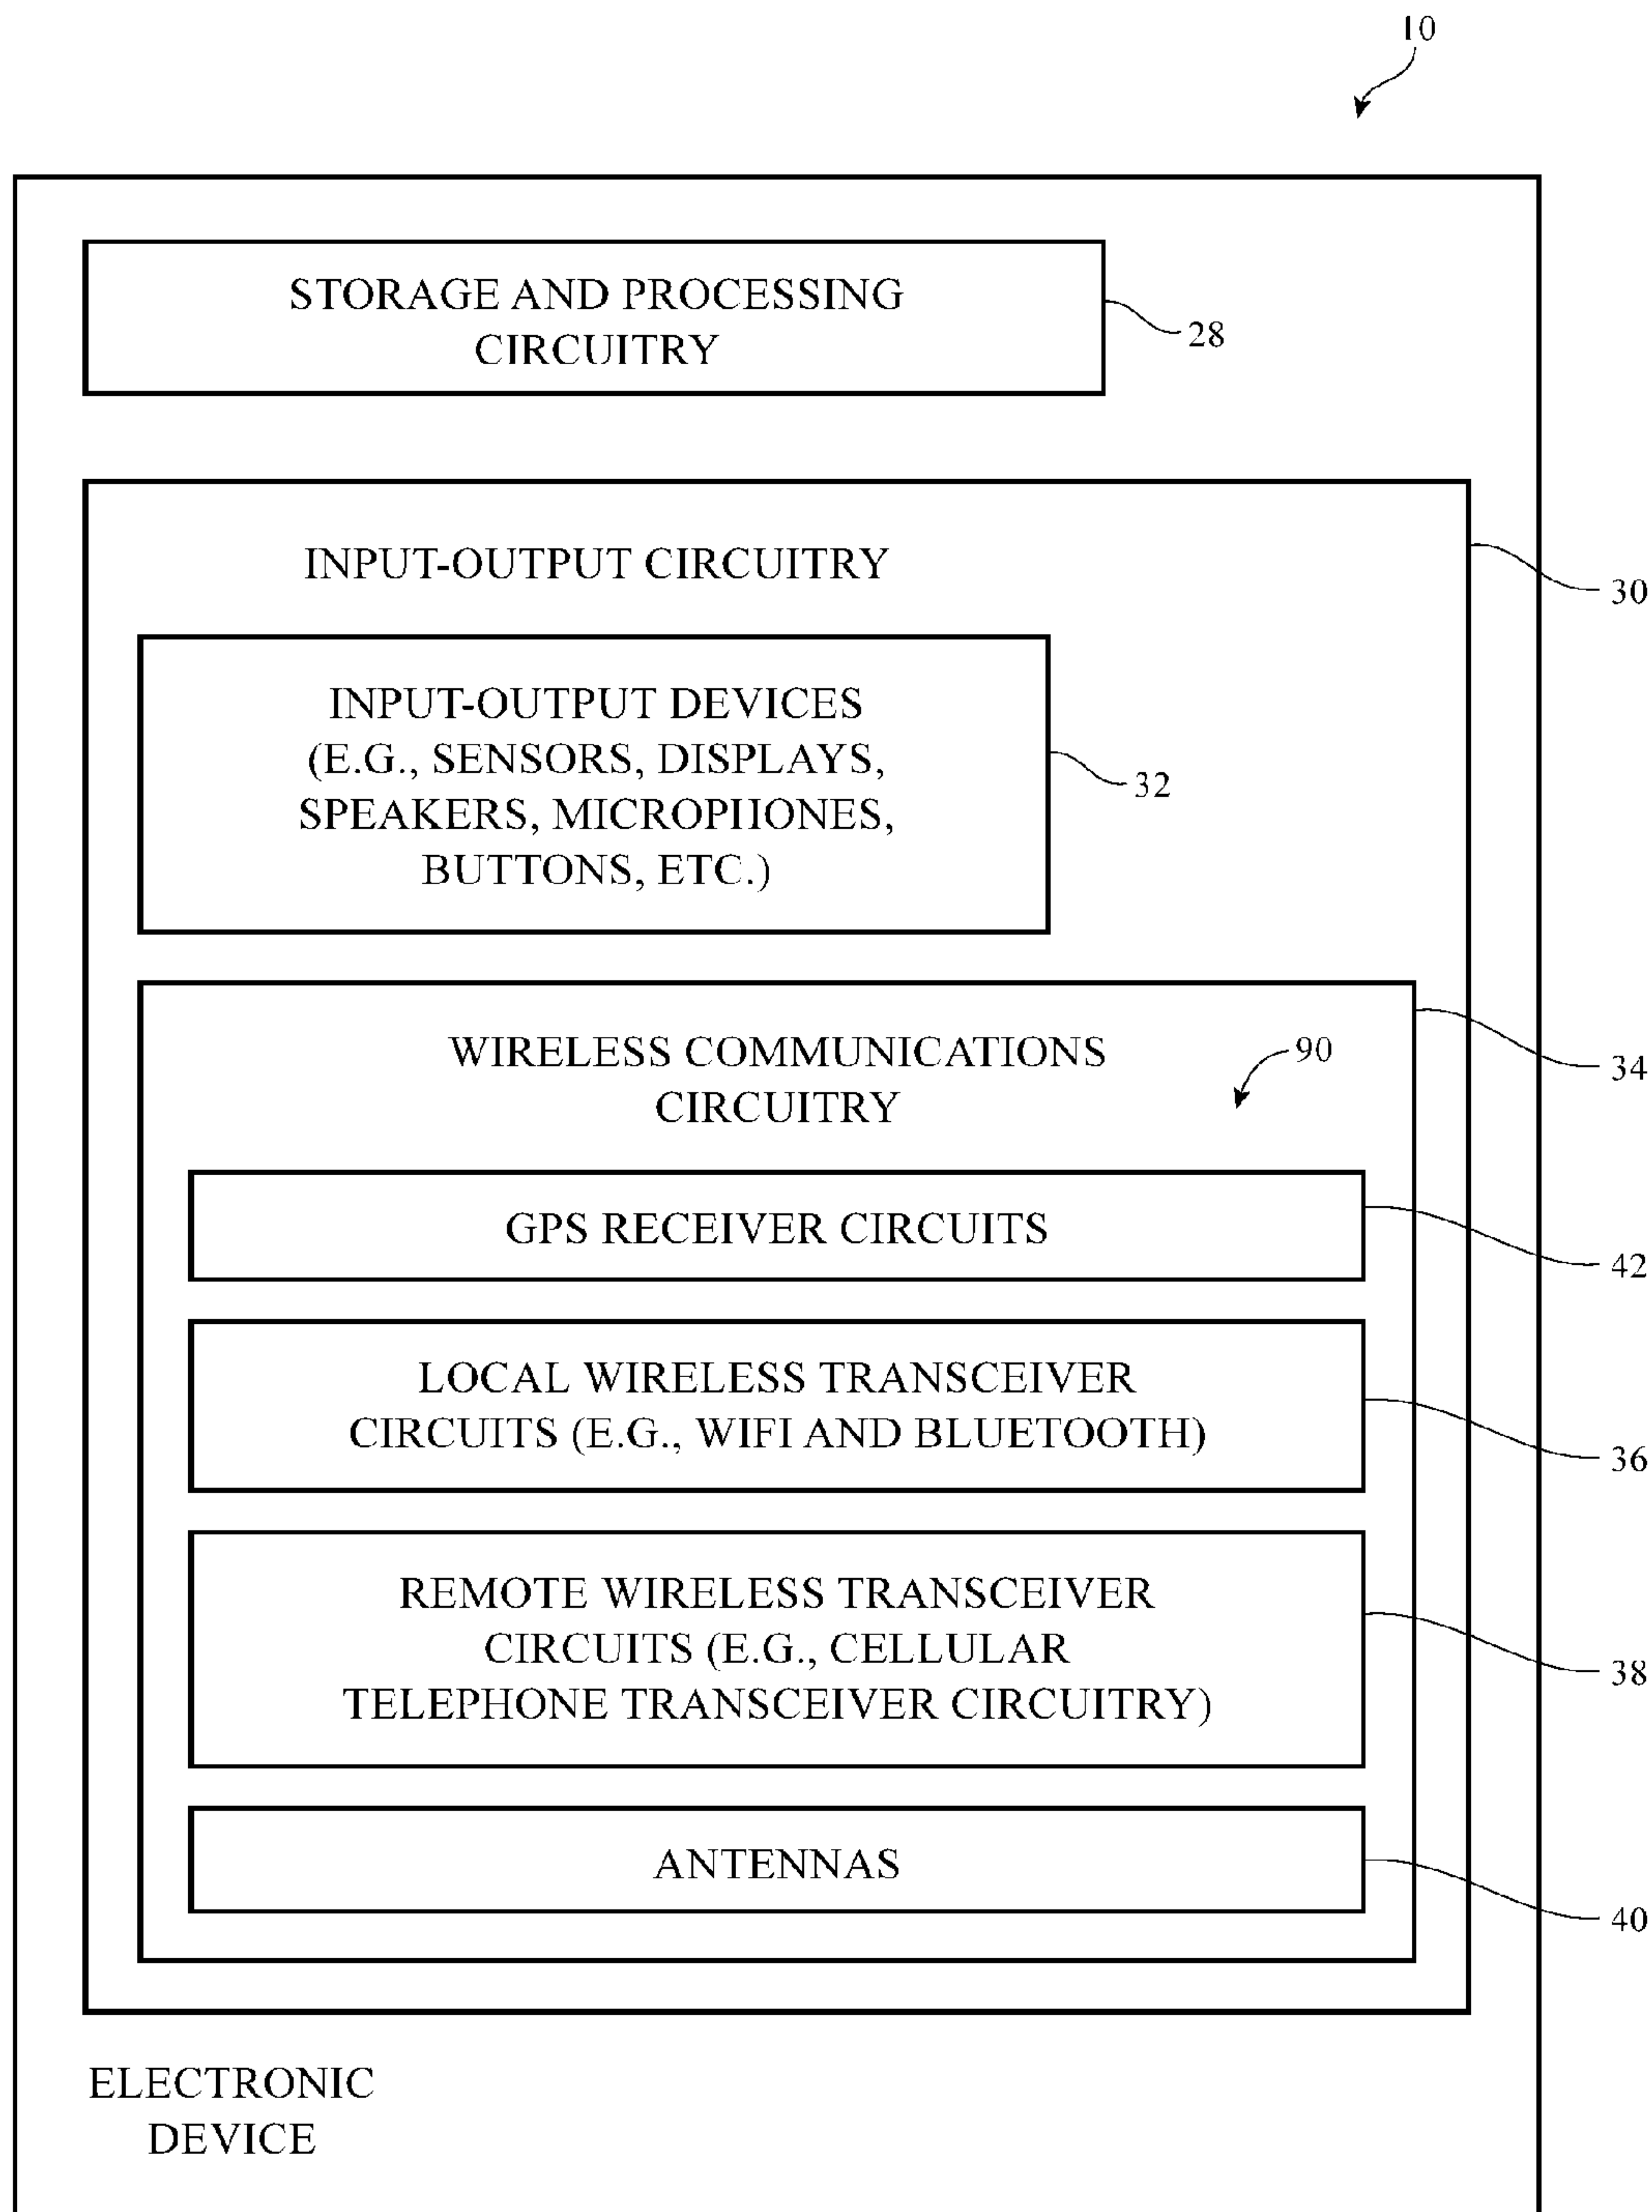 10
STORAGE AND PROCESSING
CIRCUITRY
28
INPUT-OUTPUT CIRCUITRY
30
INPUT-OUTPUT DEVICES
(E.G., SENSORS, DISPLAYS,
SPEAKERS, MICROPHONES,
BUTTONS, ETC.)
32
WIRELESS COMMUNICATIONS
CIRCUITRY
90
34
GPS RECEIVER CIRCUITS
42
LOCAL WIRELESS TRANSCEIVER
CIRCUITS (E.G., WIFI AND BLUETOOTH)
36
REMOTE WIRELESS TRANSCEIVER
CIRCUITS (E.G., CELLULAR
TELEPHONE TRANSCEIVER CIRCUITRY)
38
ANTENNAS
40
ELECTRONIC
DEVICE